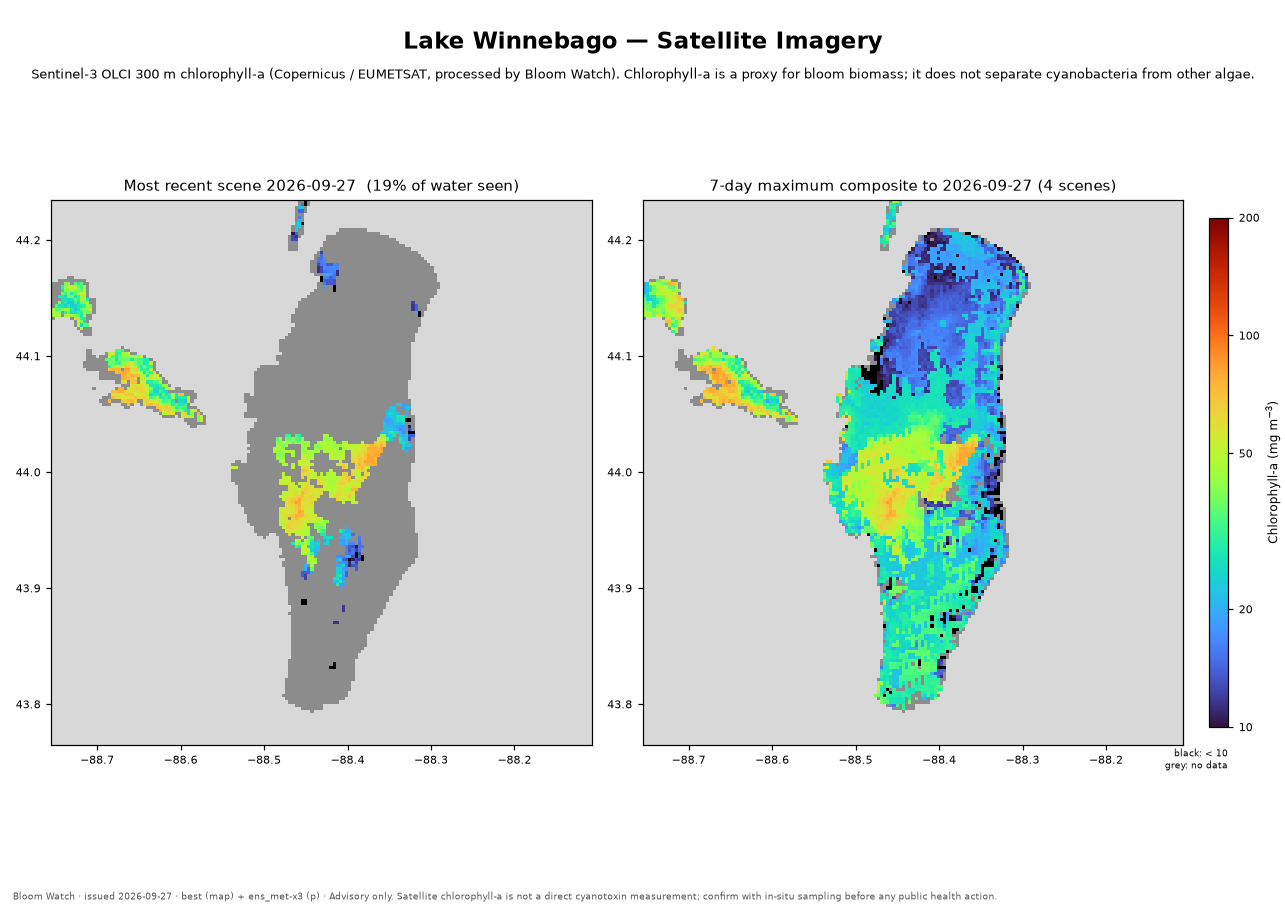 Lake Winnebago — Satellite Imagery
Sentinel-3 OLCI 300 m chlorophyll-a (Copernicus / EUMETSAT, processed by Bloom Watch). Chlorophyll-a is a proxy for bloom biomass; it does not separate cyanobacteria from other algae.
Most recent scene 2026-09-27 (19% of water seen)
44.2
44.1
44.0
43.9
43.8
−88.7 −88.6 −88.5 −88.4 −88.3 −88.2
7-day maximum composite to 2026-09-27 (4 scenes)
44.2
44.1
44.0
43.9
43.8
−88.7 −88.6 −88.5 −88.4 −88.3 −88.2
200
100
50
20
10
Chlorophyll-a (mg m⁻³)
black: < 10
grey: no data
Bloom Watch · issued 2026-09-27 · best (map) + ens_met-x3 (p) · Advisory only. Satellite chlorophyll-a is not a direct cyanotoxin measurement; confirm with in-situ sampling before any public health action.